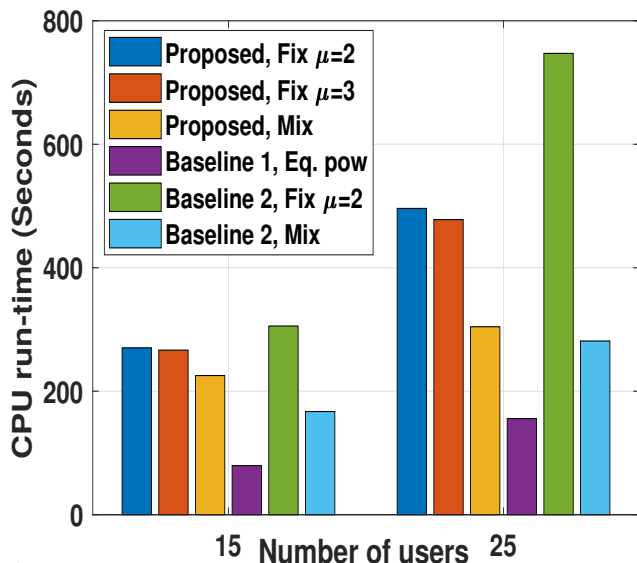 800
600
400
200
0
CPU run-time (Seconds)
Proposed, Fix μ=2
Proposed, Fix μ=3
Proposed, Mix
Baseline 1, Eq. pow
Baseline 2, Fix μ=2
Baseline 2, Mix
15
25
Number of users